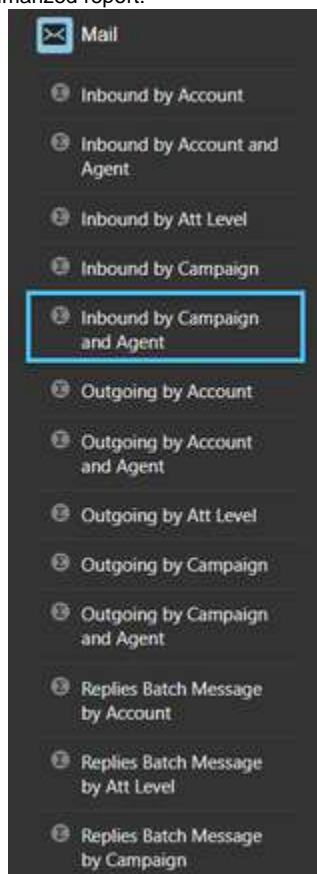 Mail
Inbound by Account
Inbound by Account and
Agent
Inbound by Att Level
Inbound by Campaign
Inbound by Campaign
and Agent
Outgoing by Account
Outgoing by Account
and Agent
Outgoing by Att Level
Outgoing by Campaign
Outgoing by Campaign
and Agent
Replies Batch Message
by Account
Replies Batch Message
by Att Level
Replies Batch Message
by Campaign